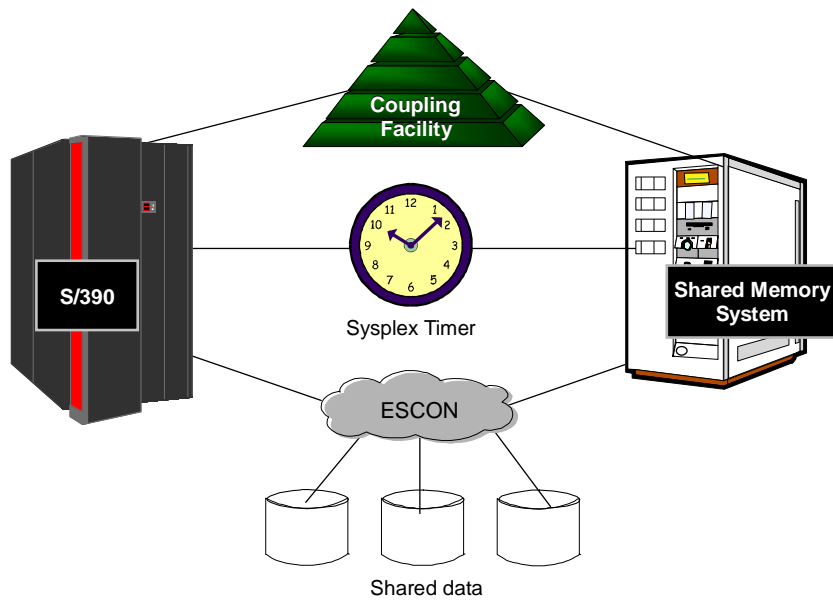 Coupling
Facility
12
11
1
10
2
9
3
8
4
7
5
6
S/390
Shared Memory
System
Sysplex Timer
ESCON
Shared data